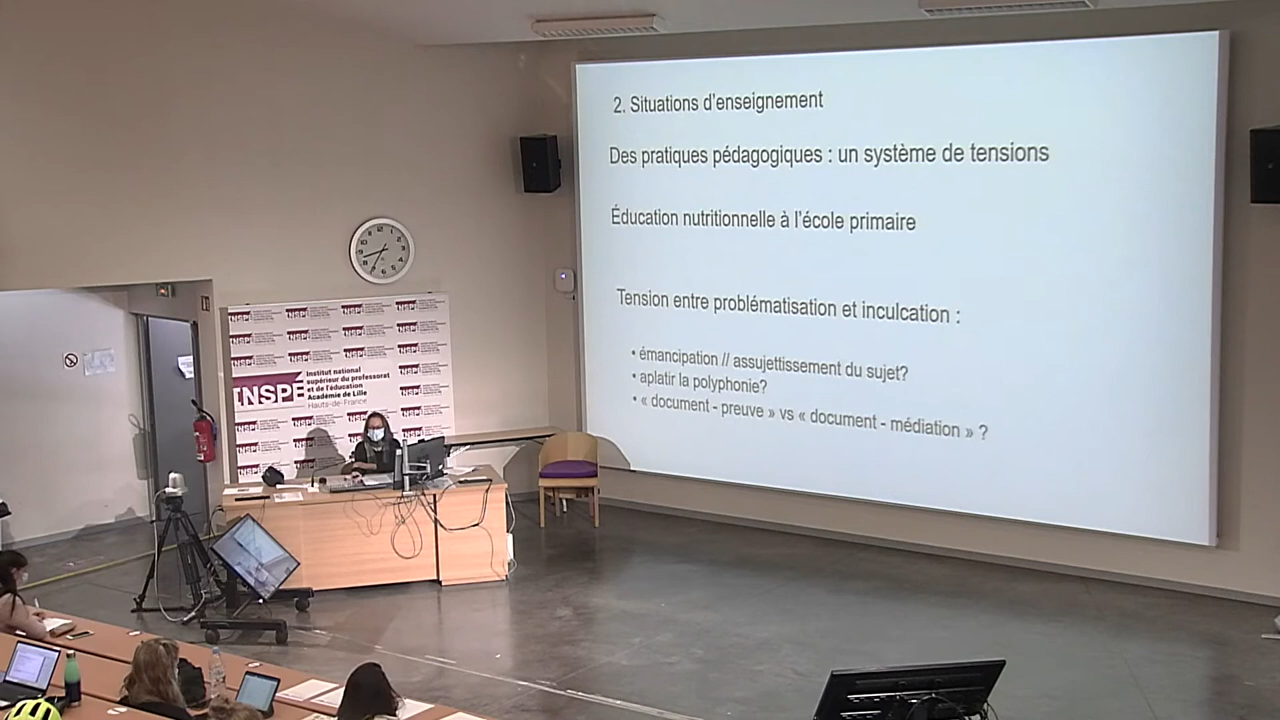 2. Situations d'enseignement
Des pratiques pédagogiques : un système de tensions
Éducation nutritionnelle à l'école primaire
Tension entre problématisation et inculcation :
• émancipation // assujettissement du sujet?
• aplatir la polyphonie?
• « document - preuve » vs « document - médiation » ?
INSPÉ
Institut national
supérieur du professorat
et de l'éducation
Académie de Lille
Hauts-de-France